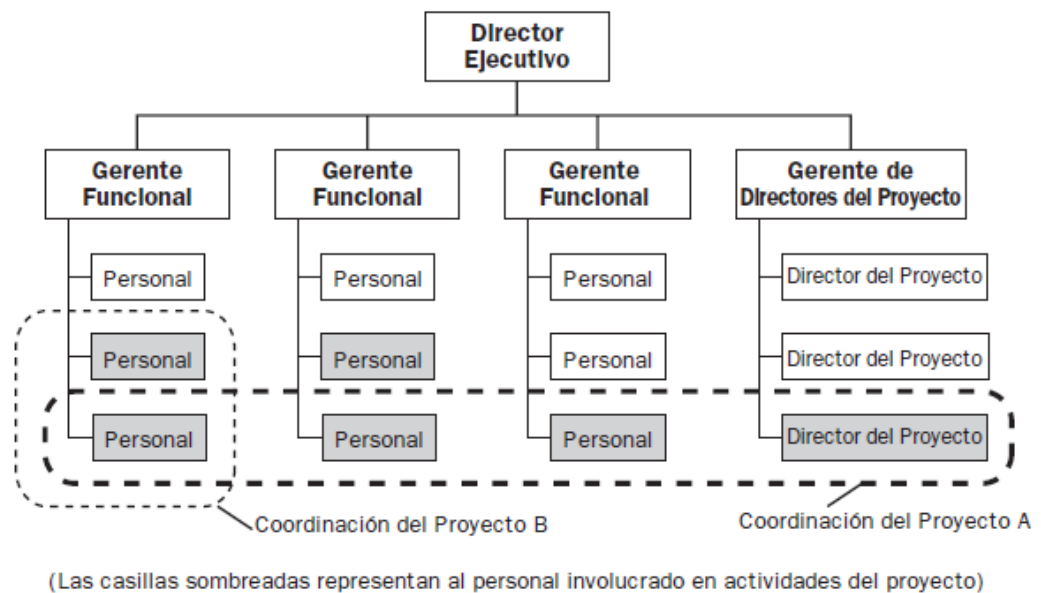 Director
Ejecutivo
Gerente
Funcional
Gerente
Funcional
Gerente
Funcional
Gerente de
Directores del Proyecto
Personal
Personal
Personal
Director del Proyecto
Personal
Personal
Personal
Director del Proyecto
Personal
Personal
Personal
Director del Proyecto
Coordinación del Proyecto B
Coordinación del Proyecto A
(Las casillas sombreadas representan al personal involucrado en actividades del proyecto)